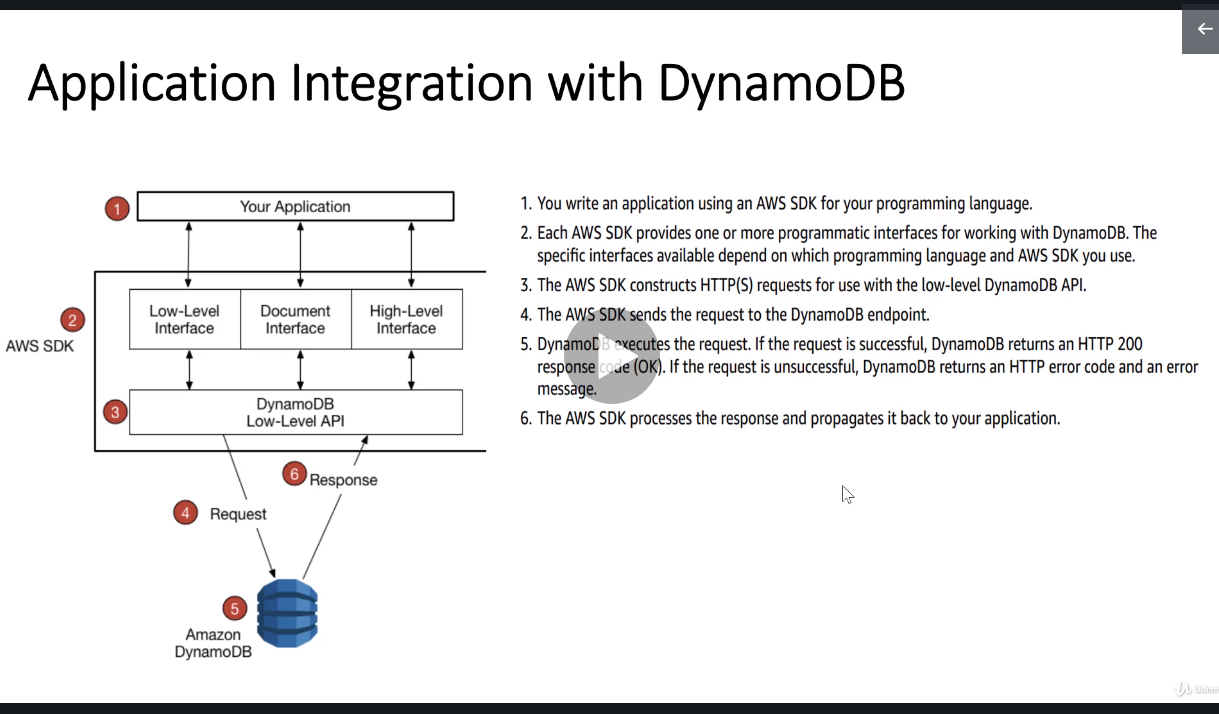 Application Integration with DynamoDB
1
Your Application
2
AWS SDK
Low-Level
Interface
Document
Interface
High-Level
Interface
3
DynamoDB
Low-Level API
6
Response
4
Request
5
Amazon
DynamoDB
1. You write an application using an AWS SDK for your programming language.
2. Each AWS SDK provides one or more programmatic interfaces for working with DynamoDB. The
specific interfaces available depend on which programming language and AWS SDK you use.
3. The AWS SDK constructs HTTP(S) requests for use with the low-level DynamoDB API.
4. The AWS SDK sends the request to the DynamoDB endpoint.
5. DynamoDB executes the request. If the request is successful, DynamoDB returns an HTTP 200
response code (OK). If the request is unsuccessful, DynamoDB returns an HTTP error code and an error
message.
6. The AWS SDK processes the response and propagates it back to your application.
Udem